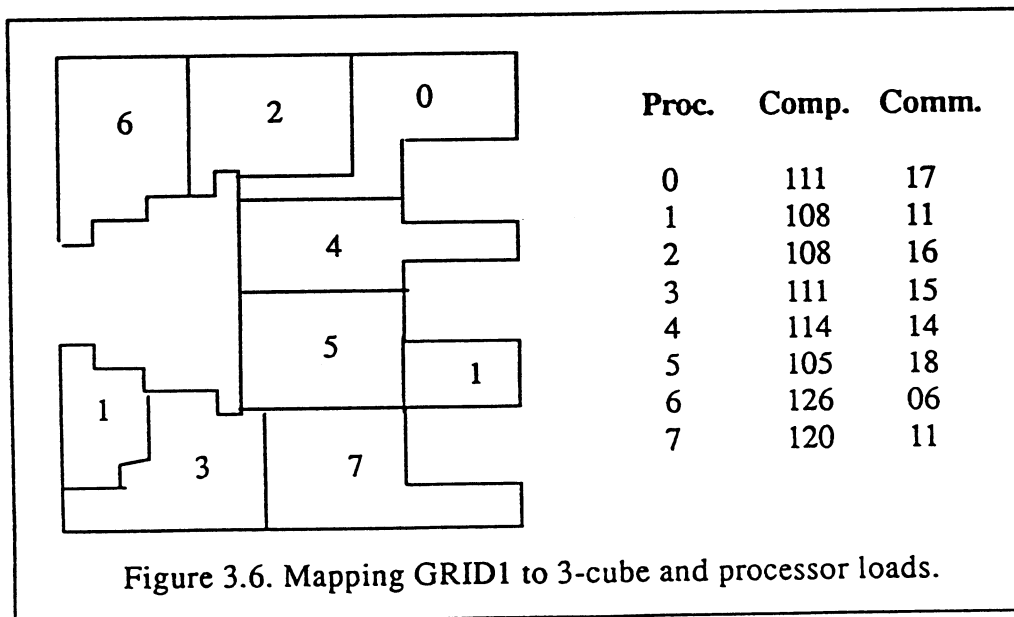 6
2
0
4
5
1
1
3
7
Proc. Comp. Comm.
0 111 17
1 108 11
2 108 16
3 111 15
4 114 14
5 105 18
6 126 06
7 120 11
Figure 3.6. Mapping GRID1 to 3-cube and processor loads.